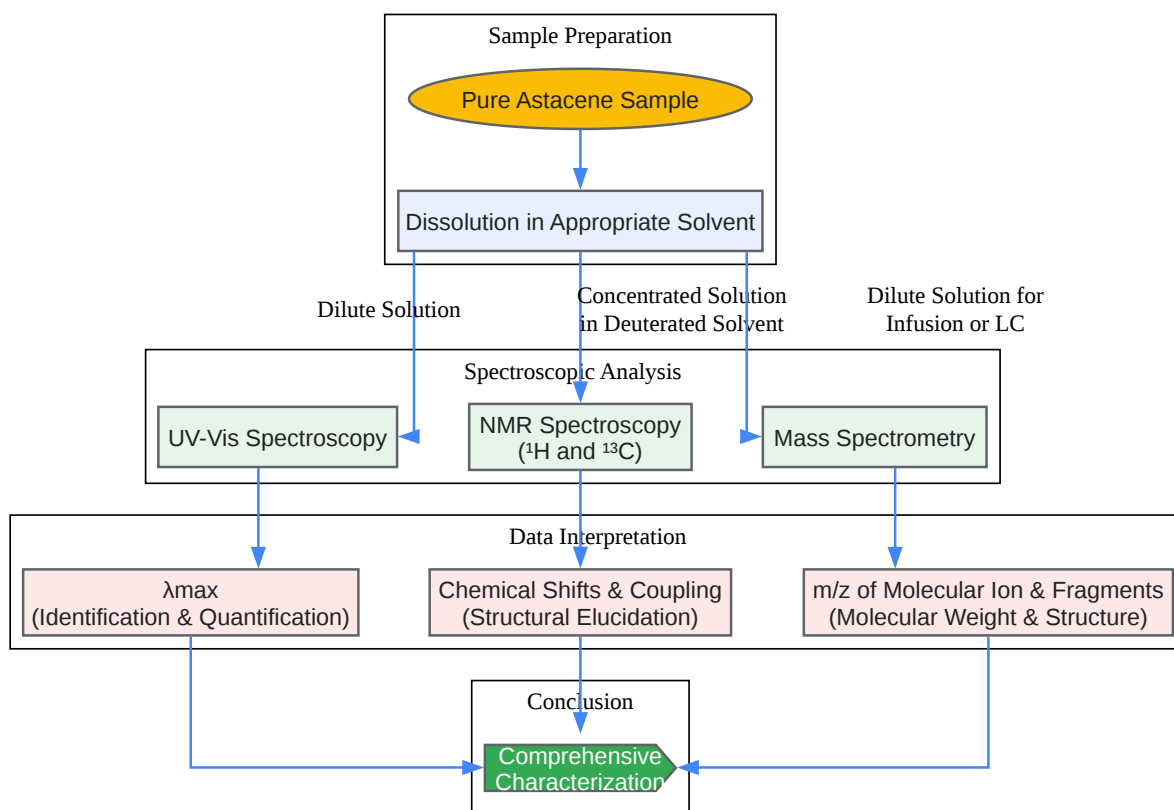 Sample Preparation
Pure Astacene Sample
Dissolution in Appropriate Solvent
Dilute Solution
Concentrated Solution
in Deuterated Solvent
Dilute Solution for
Infusion or LC
Spectroscopic Analysis
UV-Vis Spectroscopy
NMR Spectroscopy
(¹H and ¹³C)
Mass Spectrometry
Data Interpretation
λmax
(Identification & Quantification)
Chemical Shifts & Coupling
(Structural Elucidation)
m/z of Molecular Ion & Fragments
(Molecular Weight & Structure)
Conclusion
Comprehensive
Characterization